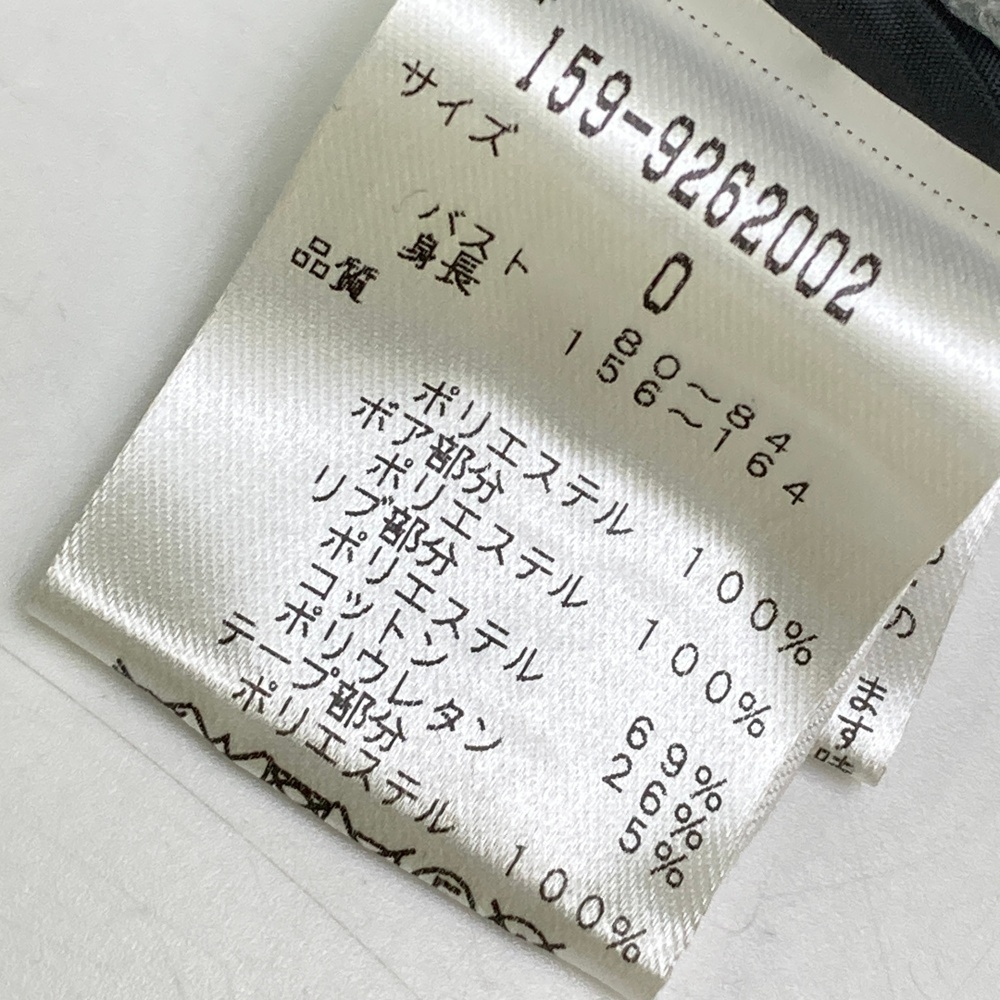 159-9262002
サイズ 0
バスト 80～84
身長 156～164
品質
ポリエステル 100%
ボア部分
ポリエステル 100%
リブ部分
ポリエステル 69%
コットン 26%
ポリウレタン 5%
テープ部分
ポリエステル 100%
の
ます